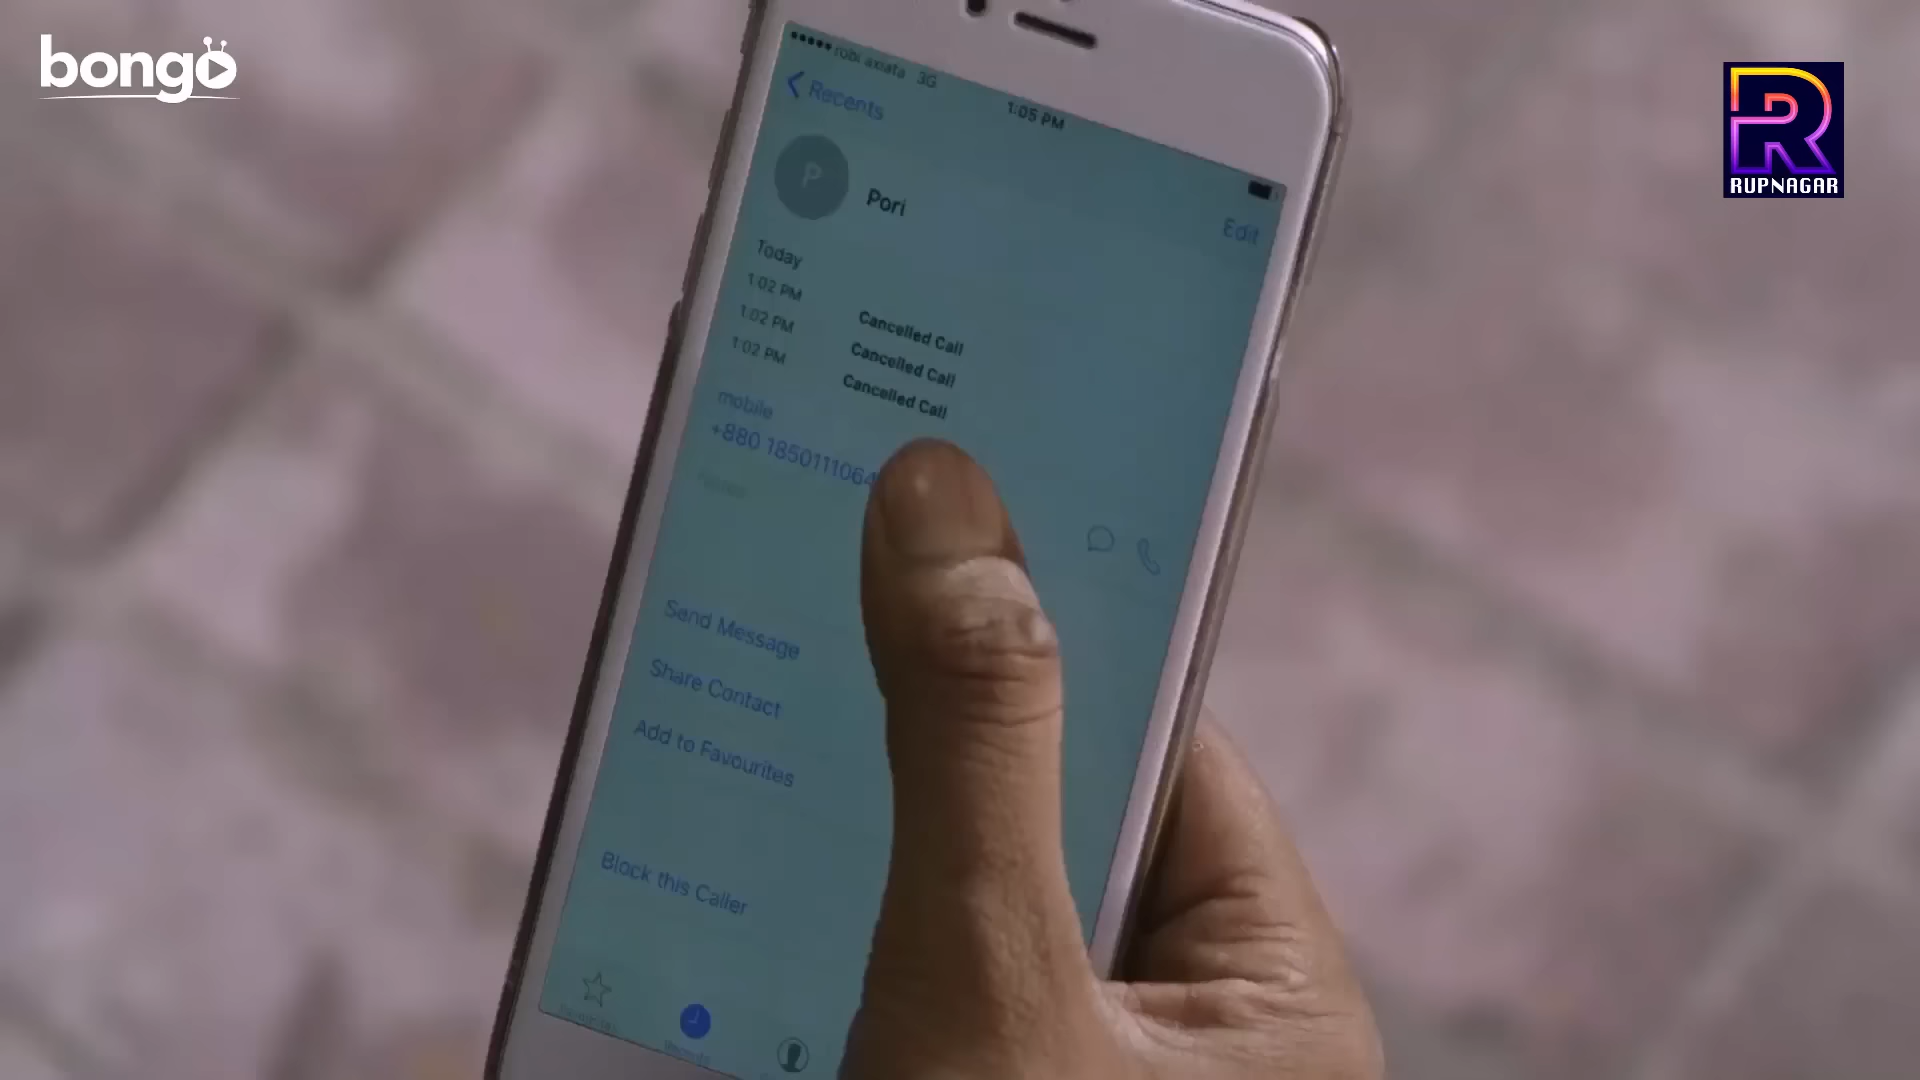 bongo
RUPNAGAR
robi axiata 3G
1:05 PM
Recents
Edit
P
Pori
Today
1:02 PM Cancelled Call
1:02 PM Cancelled Call
1:02 PM Cancelled Call
mobile
+880 1850111064
Send Message
Share Contact
Add to Favourites
Block this Caller
Recents